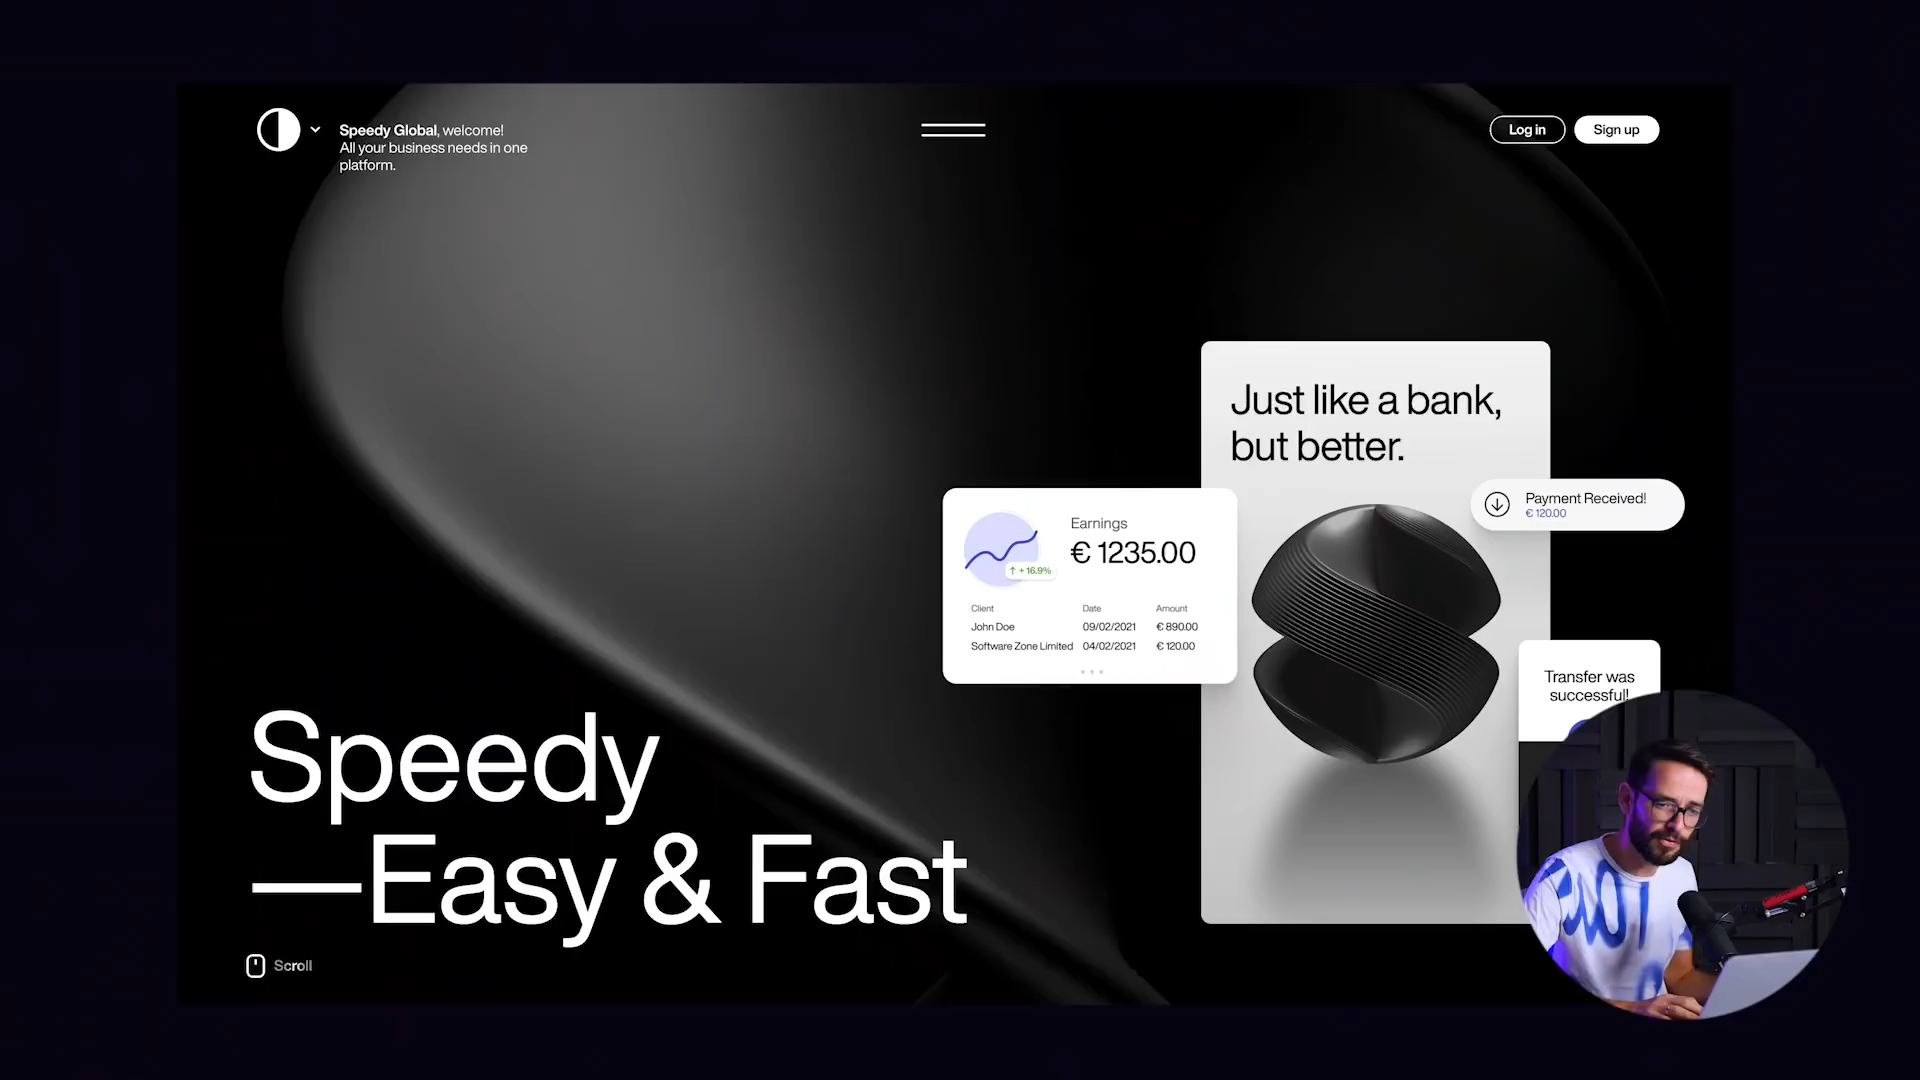 Speedy Global, welcome!
All your business needs in one
platform.
Log in
Sign up
Just like a bank,
but better.
Payment Received!
€ 120.00
Earnings
€ 1235.00
↑ + 16.9%
Client Date Amount
John Doe 09/02/2021 € 890.00
Software Zone Limited 04/02/2021 € 120.00
Transfer was
successful!
Speedy
—Easy & Fast
Scroll